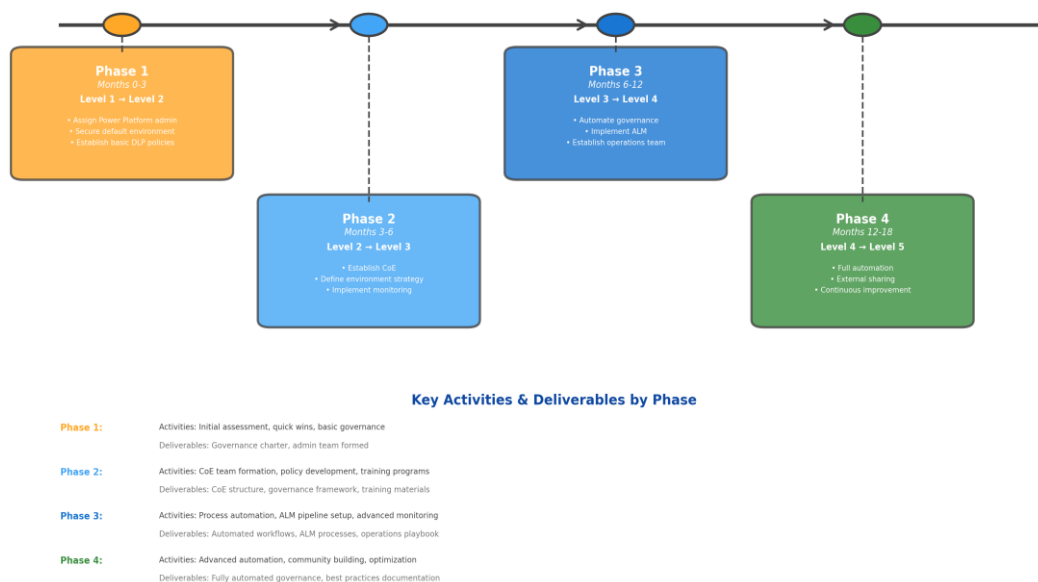 Phase 1
Months 0-3
Level 1 → Level 2
• Assign Power Platform admin
• Secure default environment
• Establish basic DLP policies
Phase 2
Months 3-6
Level 2 → Level 3
• Establish CoE
• Define environment strategy
• Implement monitoring
Phase 3
Months 6-12
Level 3 → Level 4
• Automate governance
• Implement ALM
• Establish operations team
Phase 4
Months 12-18
Level 4 → Level 5
• Full automation
• External sharing
• Continuous improvement
Key Activities & Deliverables by Phase
Phase 1: Activities: Initial assessment, quick wins, basic governance
Deliverables: Governance charter, admin team formed
Phase 2: Activities: CoE team formation, policy development, training programs
Deliverables: CoE structure, governance framework, training materials
Phase 3: Activities: Process automation, ALM pipeline setup, advanced monitoring
Deliverables: Automated workflows, ALM processes, operations playbook
Phase 4: Activities: Advanced automation, community building, optimization
Deliverables: Fully automated governance, best practices documentation